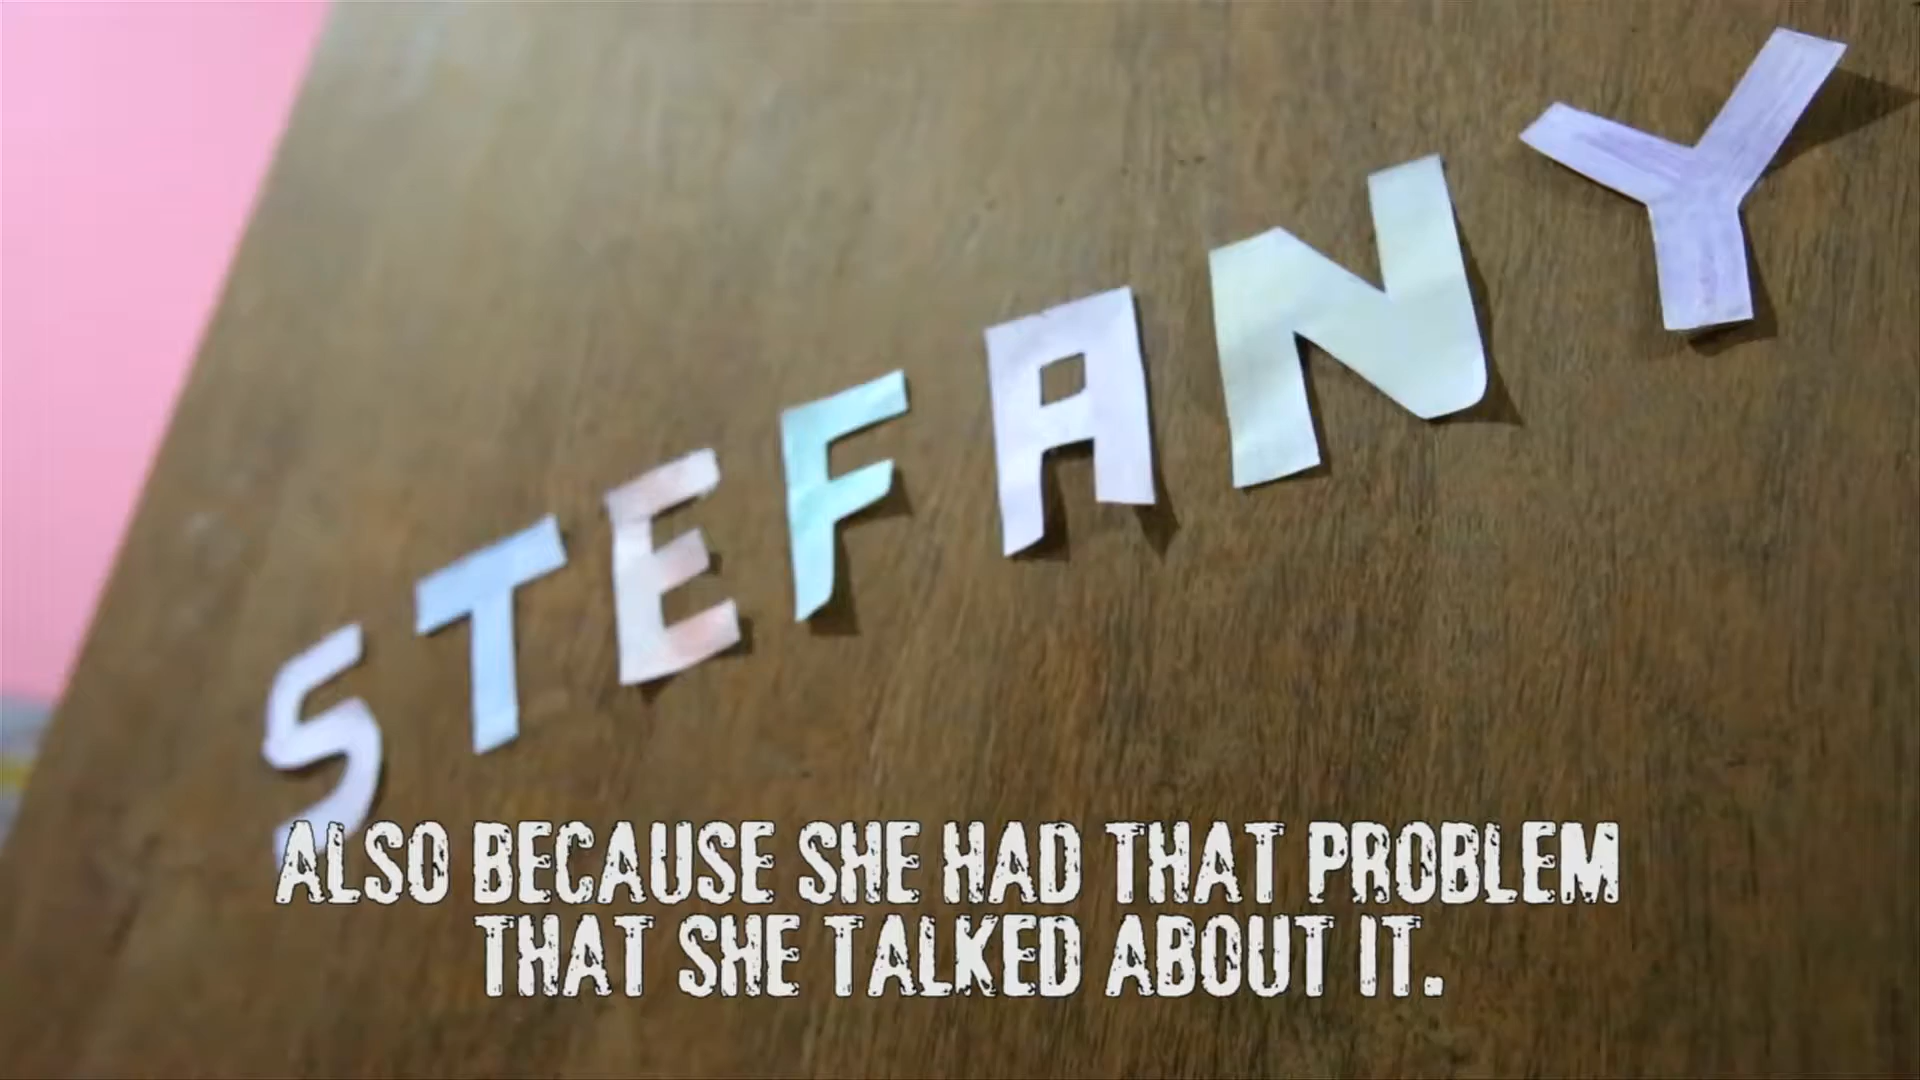 STEFANY
ALSO BECAUSE SHE HAD THAT PROBLEM
THAT SHE TALKED ABOUT IT.